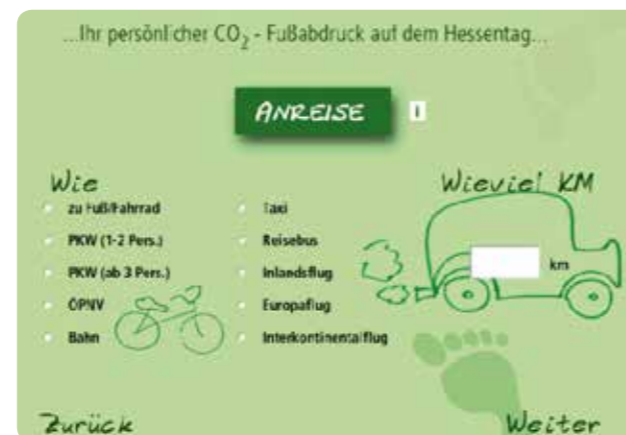 ...Ihr persönlicher CO₂ - Fußabdruck auf dem Hessentag...
ANREISE i
Wie
zu Fuß/Fahrrad
PKW (1-2 Pers.)
PKW (ab 3 Pers.)
ÖPNV
Bahn
Taxi
Reisebus
Inlandsflug
Europaflug
Interkontinentalflug
Wieviel KM
km
Zurück
Weiter